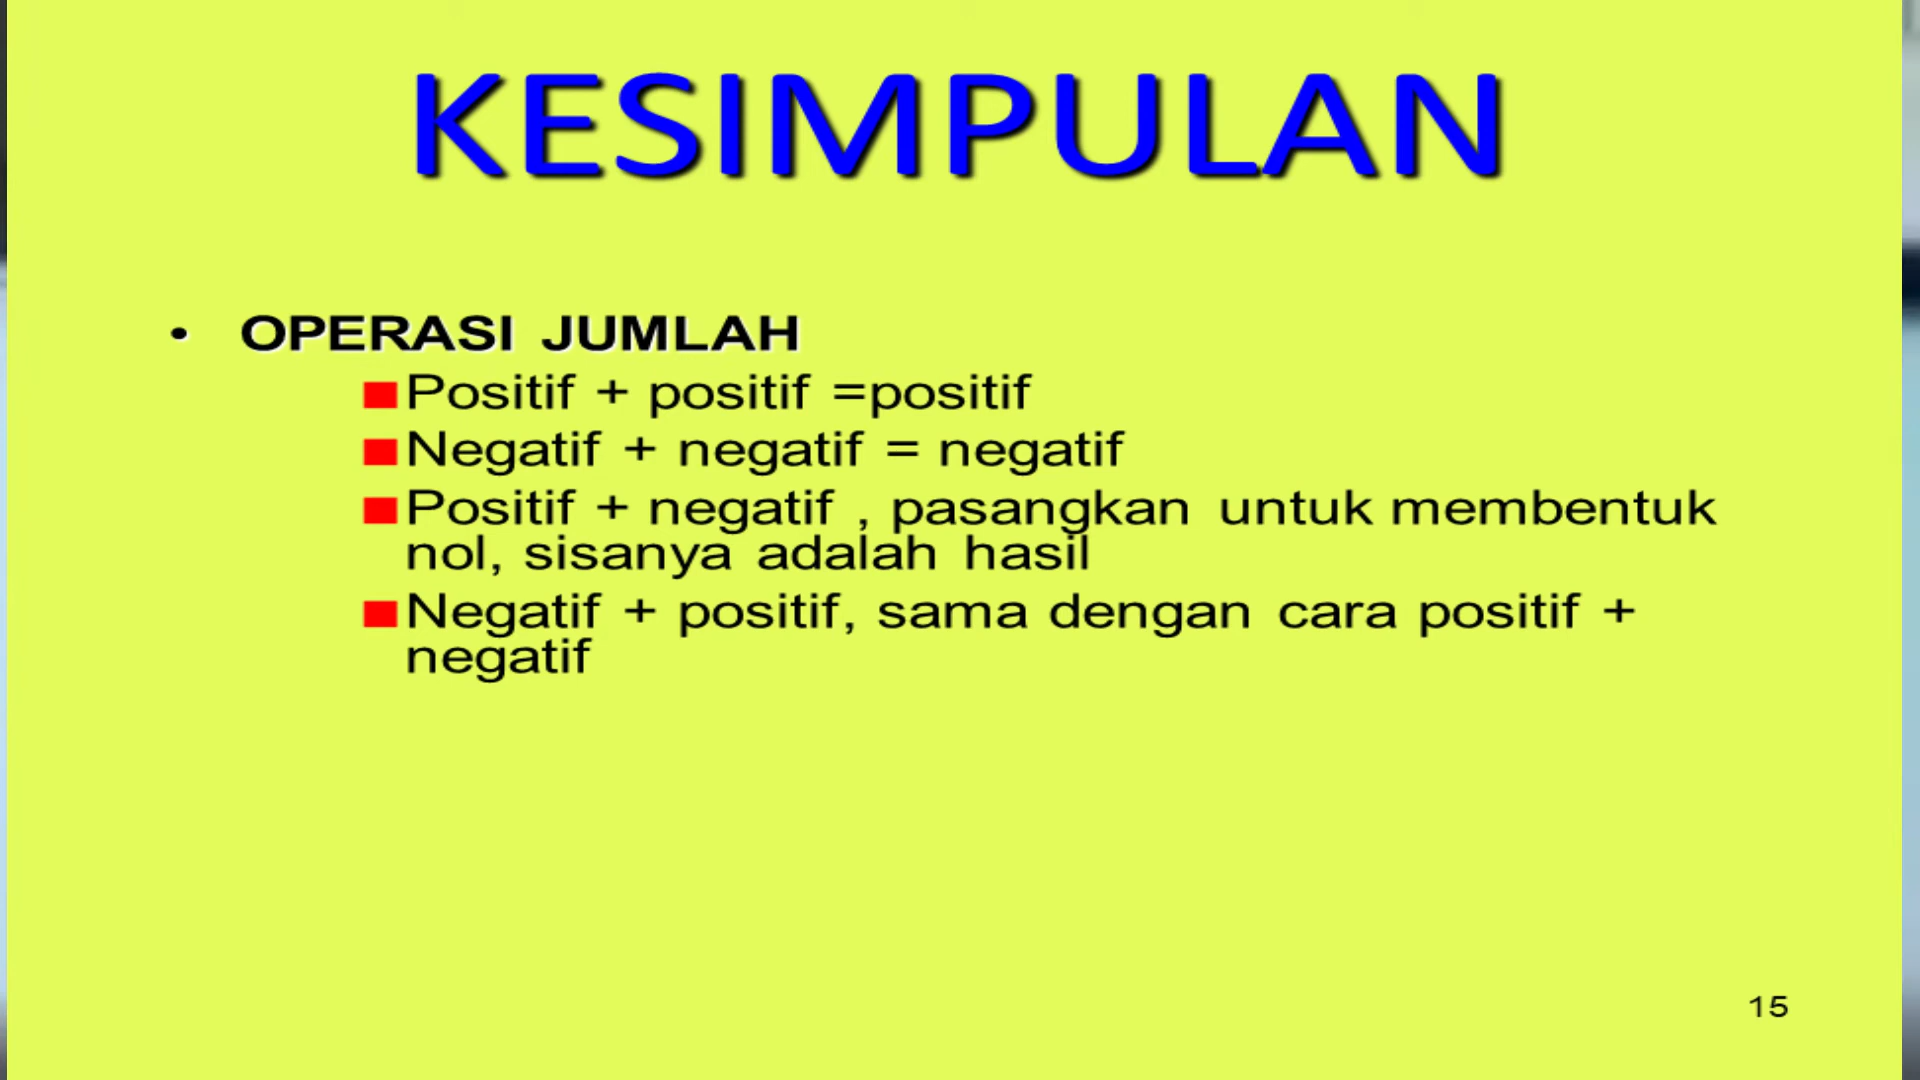 KESIMPULAN
• OPERASI JUMLAH
Positif + positif =positif
Negatif + negatif = negatif
Positif + negatif , pasangkan untuk membentuk
nol, sisanya adalah hasil
Negatif + positif, sama dengan cara positif +
negatif
15